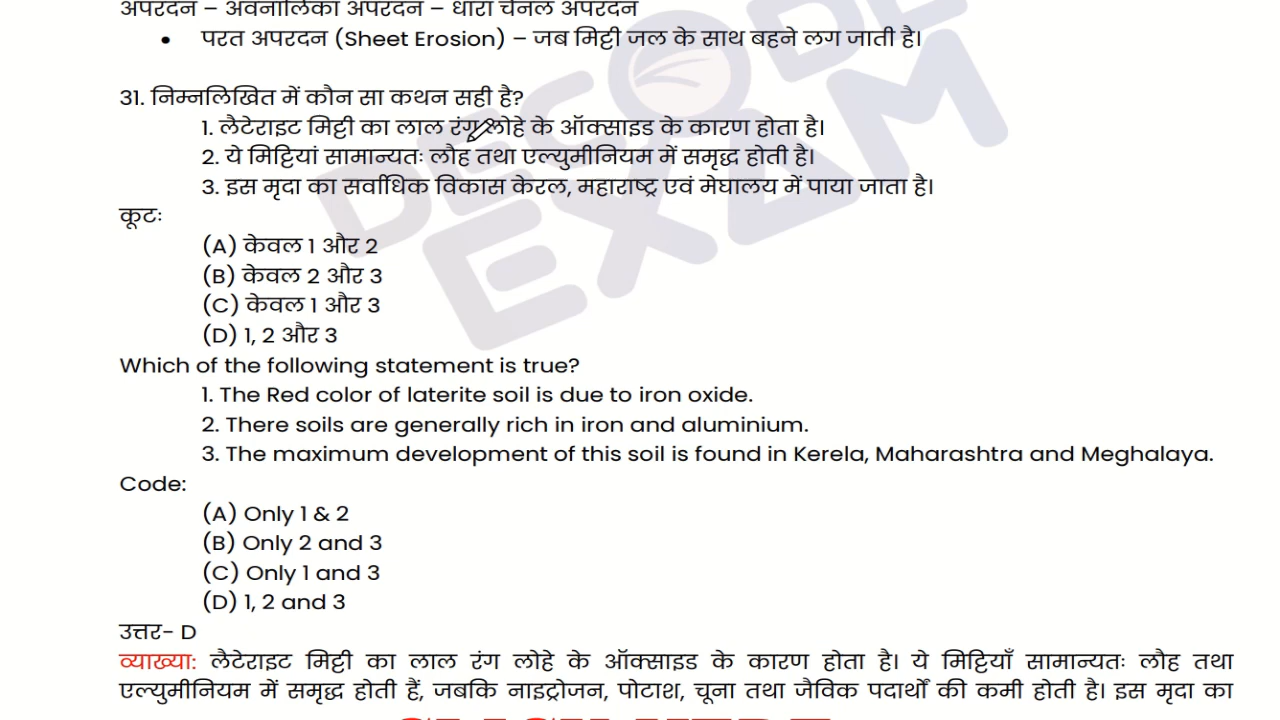 अपरदन – अवनालिका अपरदन – धारा चैनल अपरदन
• परत अपरदन (Sheet Erosion) – जब मिट्टी जल के साथ बहने लग जाती है।
31. निम्नलिखित में कौन सा कथन सही है?
1. लैटेराइट मिट्टी का लाल रंग लोहे के ऑक्साइड के कारण होता है।
2. ये मिट्टियां सामान्यतः लौह तथा एल्युमीनियम में समृद्ध होती है।
3. इस मृदा का सर्वाधिक विकास केरल, महाराष्ट्र एवं मेघालय में पाया जाता है।
कूटः
(A) केवल 1 और 2
(B) केवल 2 और 3
(C) केवल 1 और 3
(D) 1, 2 और 3
Which of the following statement is true?
1. The Red color of laterite soil is due to iron oxide.
2. There soils are generally rich in iron and aluminium.
3. The maximum development of this soil is found in Kerela, Maharashtra and Meghalaya.
Code:
(A) Only 1 & 2
(B) Only 2 and 3
(C) Only 1 and 3
(D) 1, 2 and 3
उत्तर- D
व्याख्या: लैटेराइट मिट्टी का लाल रंग लोहे के ऑक्साइड के कारण होता है। ये मिट्टियाँ सामान्यतः लौह तथा
एल्युमीनियम में समृद्ध होती हैं, जबकि नाइट्रोजन, पोटाश, चूना तथा जैविक पदार्थों की कमी होती है। इस मृदा का
DECODE
EXAM